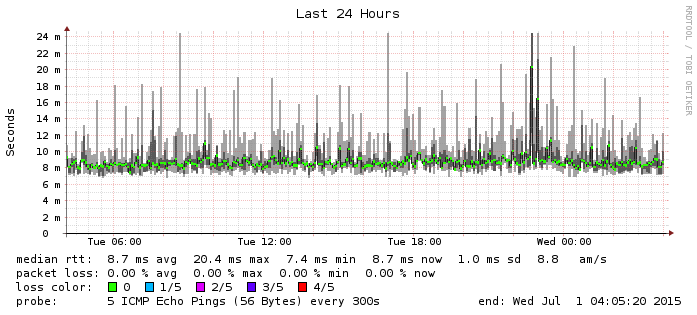 Last 24 Hours
RRDTOOL / TOBI OETIKER
Seconds
24 m
22 m
20 m
18 m
16 m
14 m
12 m
10 m
8 m
6 m
4 m
2 m
0
Tue 06:00 Tue 12:00 Tue 18:00 Wed 00:00
median rtt: 8.7 ms avg 20.4 ms max 7.4 ms min 8.7 ms now 1.0 ms sd 8.8 am/s
packet loss: 0.00 % avg 0.00 % max 0.00 % min 0.00 % now
loss color: 0 1/5 2/5 3/5 4/5
probe: 5 ICMP Echo Pings (56 Bytes) every 300s end: Wed Jul 1 04:05:20 2015